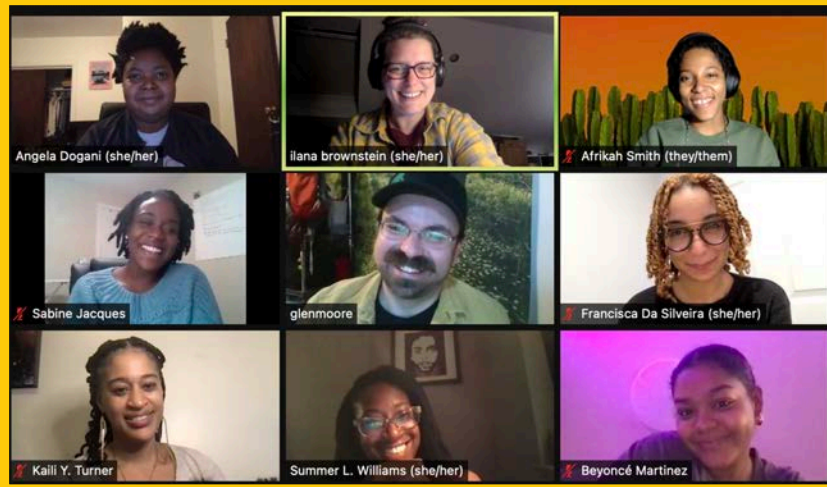 Angela Dogani (she/her)
ilana brownstein (she/her)
Afrikah Smith (they/them)
Sabine Jacques
glenmoore
Francisca Da Silveira (she/her)
Kaili Y. Turner
Summer L. Williams (she/her)
Beyoncé Martinez